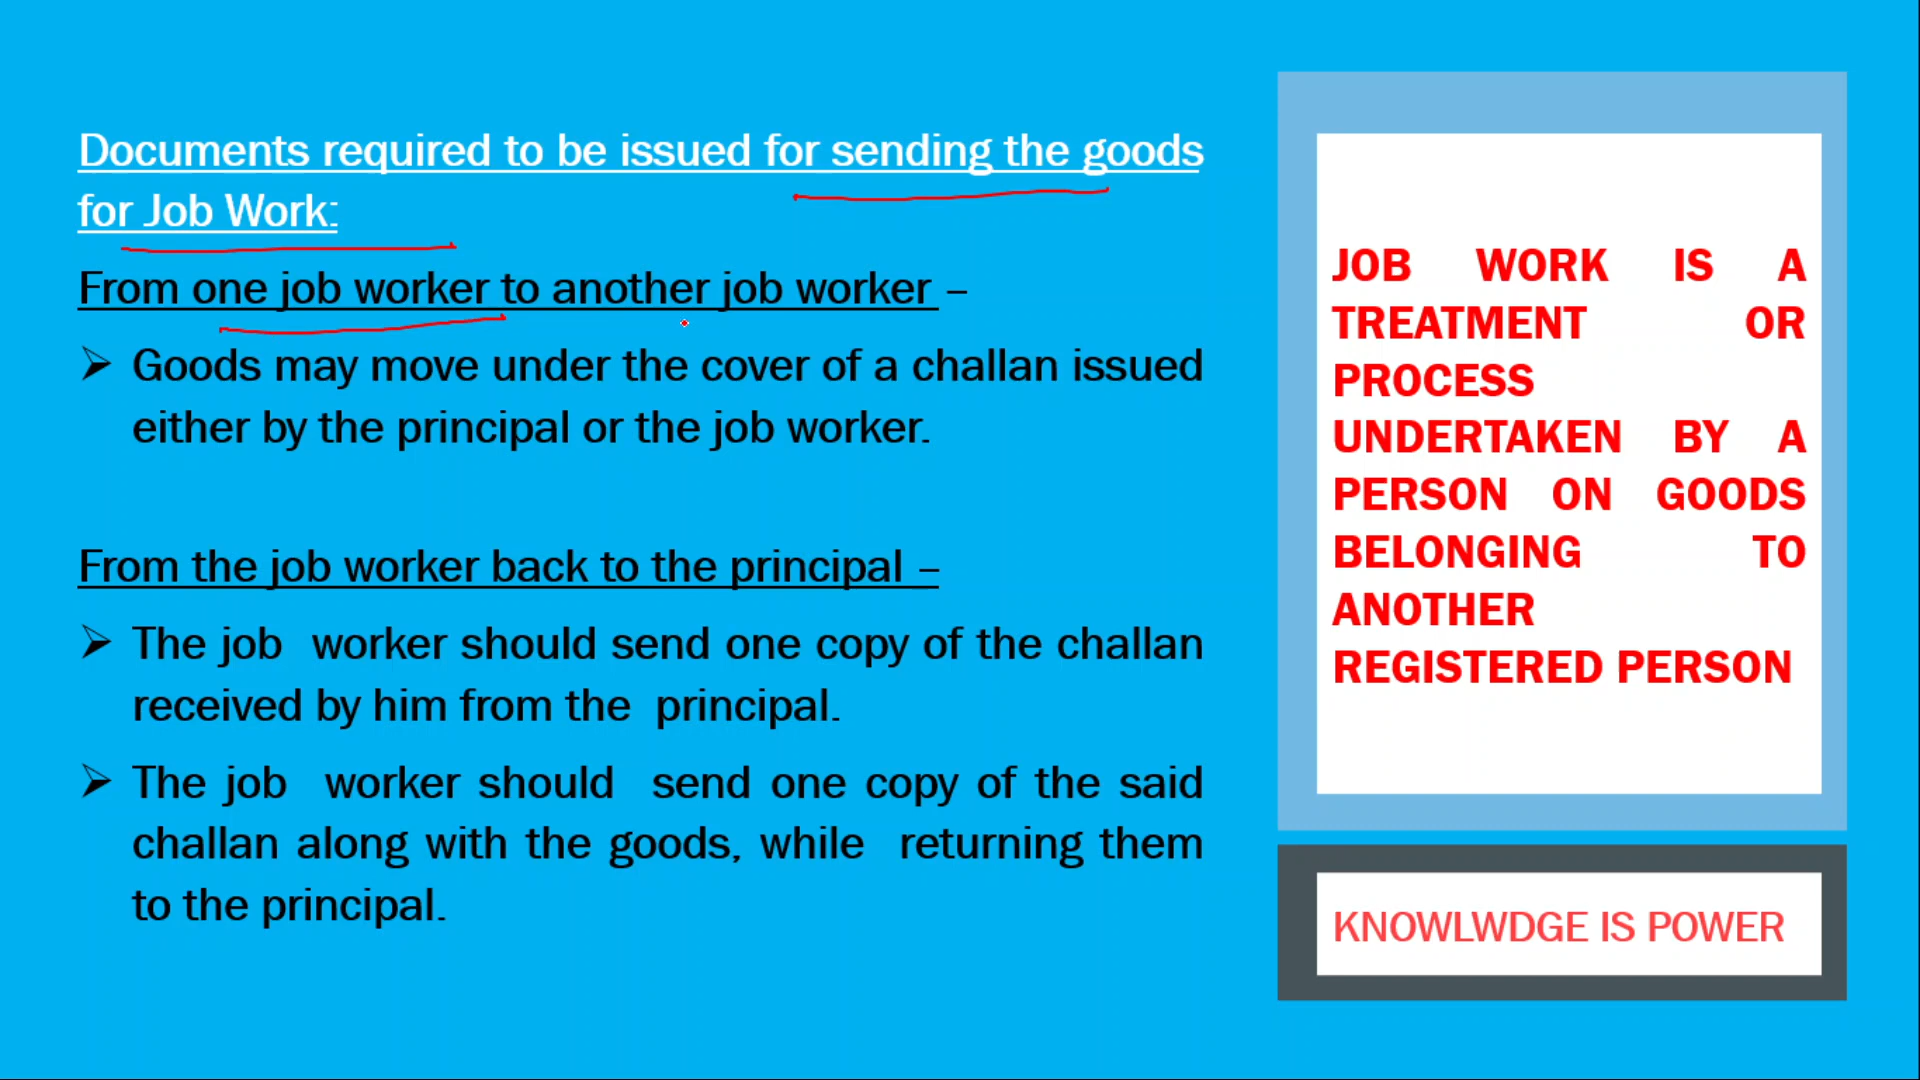 Documents required to be issued for sending the goods
for Job Work:
From one job worker to another job worker –
➢ Goods may move under the cover of a challan issued
either by the principal or the job worker.
From the job worker back to the principal –
➢ The job worker should send one copy of the challan
received by him from the principal.
➢ The job worker should send one copy of the said
challan along with the goods, while returning them
to the principal.
JOB WORK IS A
TREATMENT OR
PROCESS
UNDERTAKEN BY A
PERSON ON GOODS
BELONGING TO
ANOTHER
REGISTERED PERSON
KNOWLWDGE IS POWER